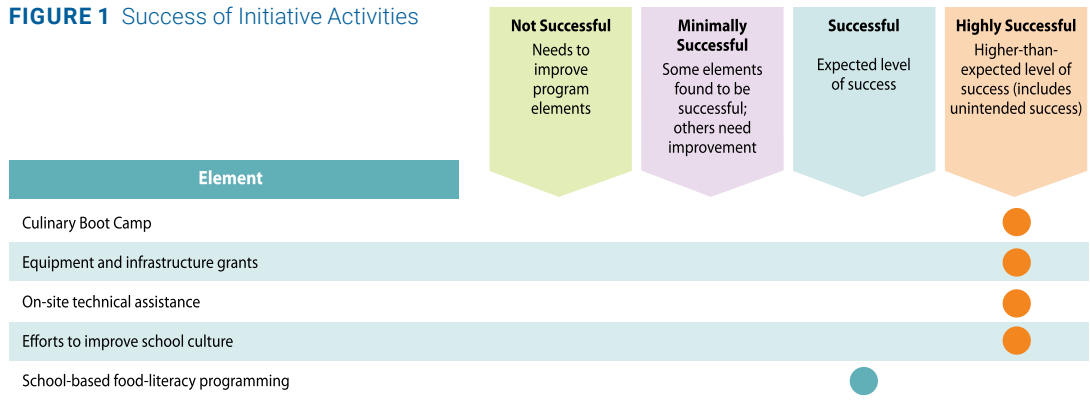 FIGURE 1 Success of Initiative Activities
Not Successful
Needs to
improve
program
elements
Minimally
Successful
Some elements
found to be
successful;
others need
improvement
Successful
Expected level
of success
Highly Successful
Higher-than-
expected level of
success (includes
unintended success)
Element
Culinary Boot Camp
Equipment and infrastructure grants
On-site technical assistance
Efforts to improve school culture
School-based food-literacy programming